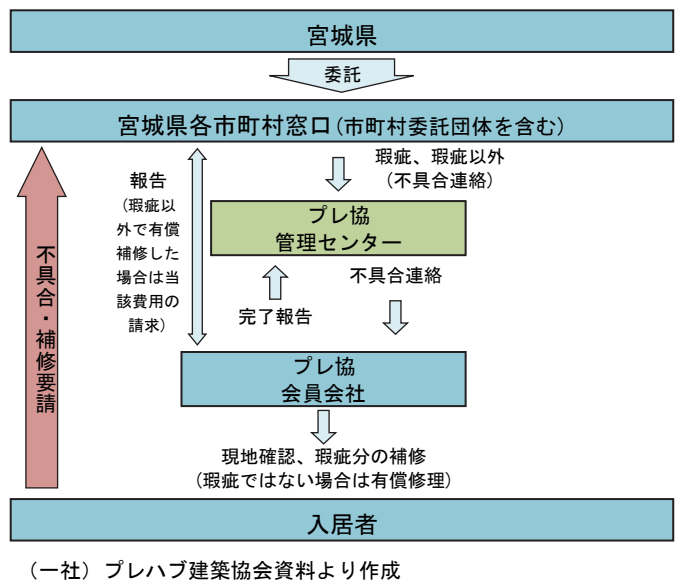 宮城県
委託
宮城県各市町村窓口(市町村委託団体を含む)
瑕疵、瑕疵以外
(不具合連絡)
報告
(瑕疵以
外で有償
補修した
場合は当
該費用の
請求)
プレ協
管理センター
不具合連絡
完了報告
不具合・補修要請
プレ協
会員会社
現地確認、瑕疵分の補修
(瑕疵ではない場合は有償修理)
入居者
(一社)プレハブ建築協会資料より作成